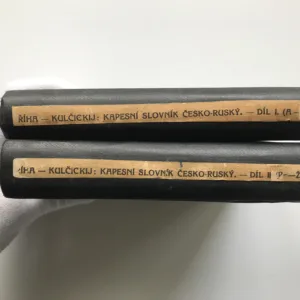 ŘÍHA — KULČICKIJ: KAPESNÍ SLOVNÍK ČESKO-RUSKÝ. — DÍL I. (A –
ÍHA — KULČICKIJ: KAPESNÍ SLOVNÍK ČESKO-RUSKÝ. — DÍL II P—Ž